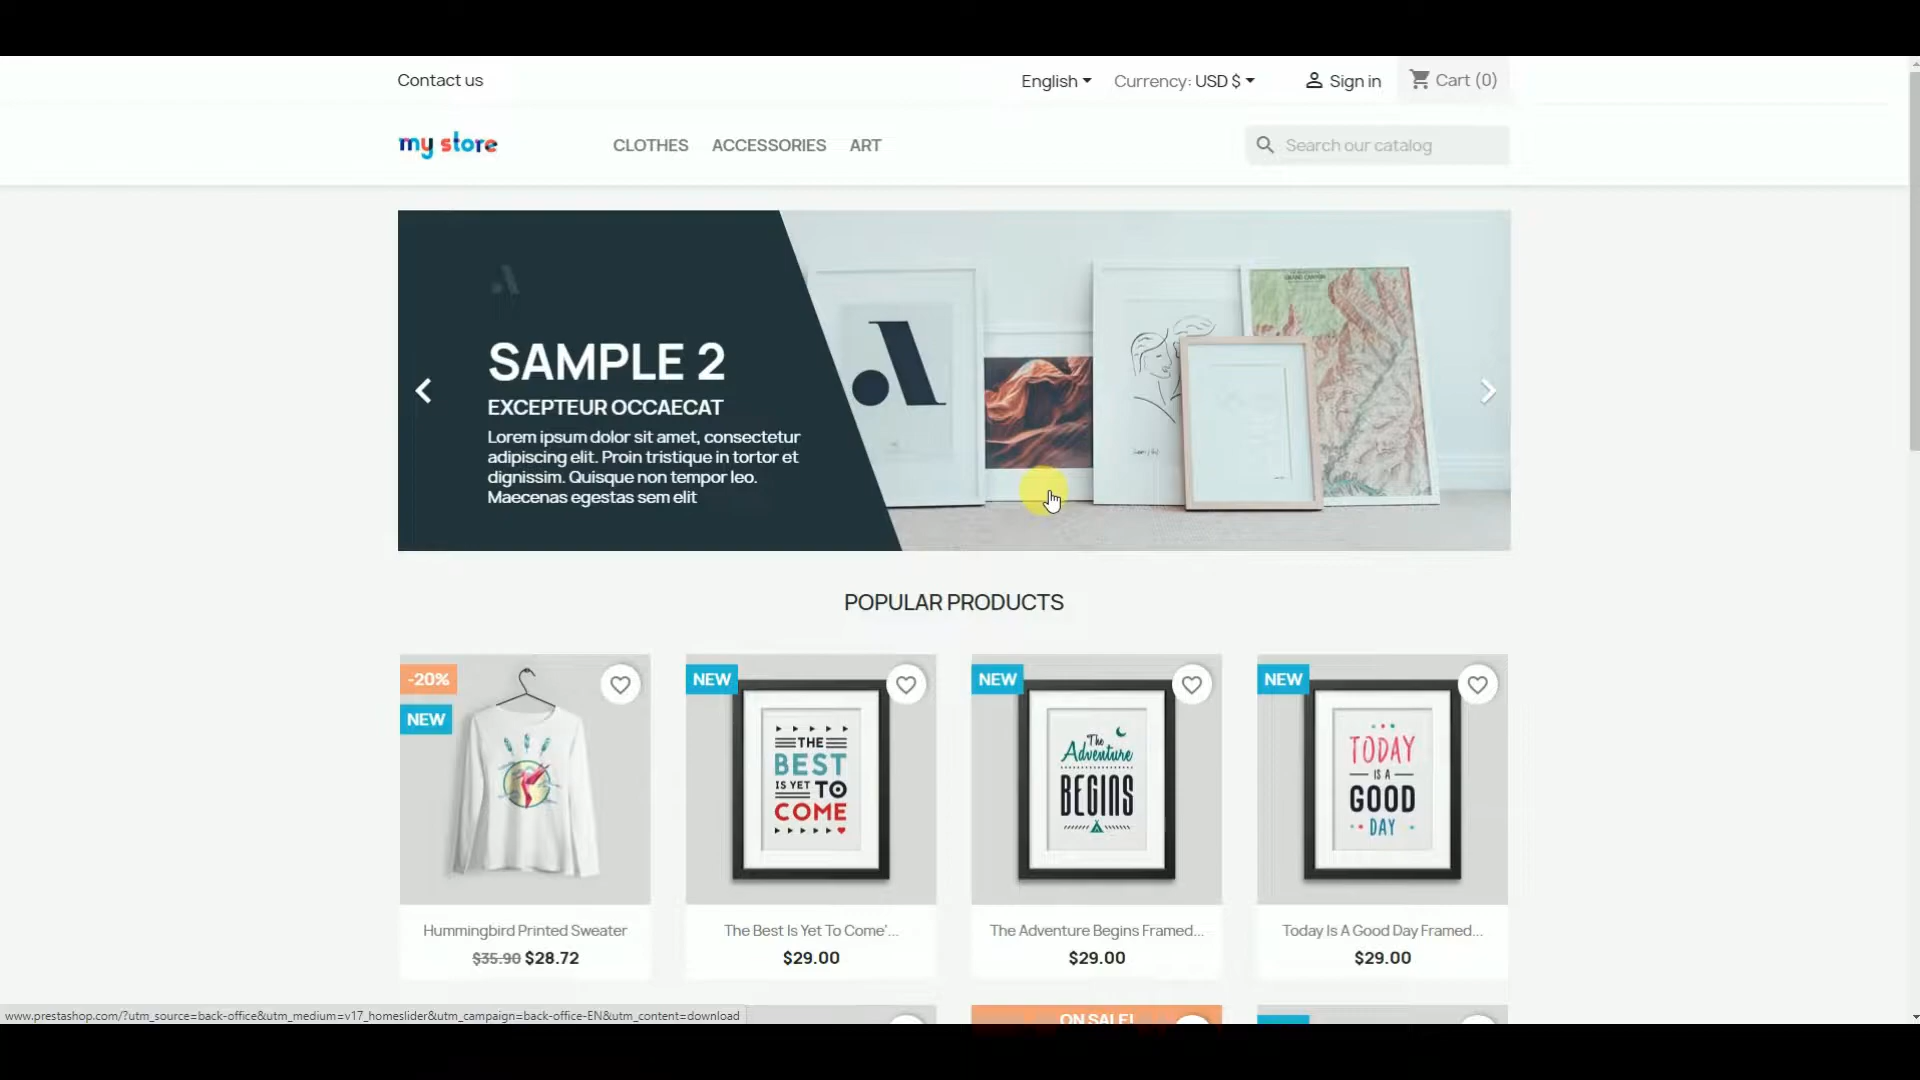 Contact us
English
Currency: USD $
Sign in
Cart (0)
my store
CLOTHES
ACCESSORIES
ART
Search our catalog
SAMPLE 2
EXCEPTEUR OCCAECAT
Lorem ipsum dolor sit amet, consectetur
adipiscing elit. Proin tristique in tortor et
dignissim. Quisque non tempor leo.
Maecenas egestas sem elit
GRAND CANYON
POPULAR PRODUCTS
-20%
NEW
THE
BEST
IS YET TO
COME
NEW
The
Adventure
BEGINS
NEW
TODAY
IS A
GOOD
DAY
NEW
Hummingbird Printed Sweater
$35.90 $28.72
The Best Is Yet To Come'...
$29.00
The Adventure Begins Framed...
$29.00
Today Is A Good Day Framed...
$29.00
ON SALE!
www.prestashop.com/?utm_source=back-office&utm_medium=v17_homeslider&utm_campaign=back-office-EN&utm_content=download